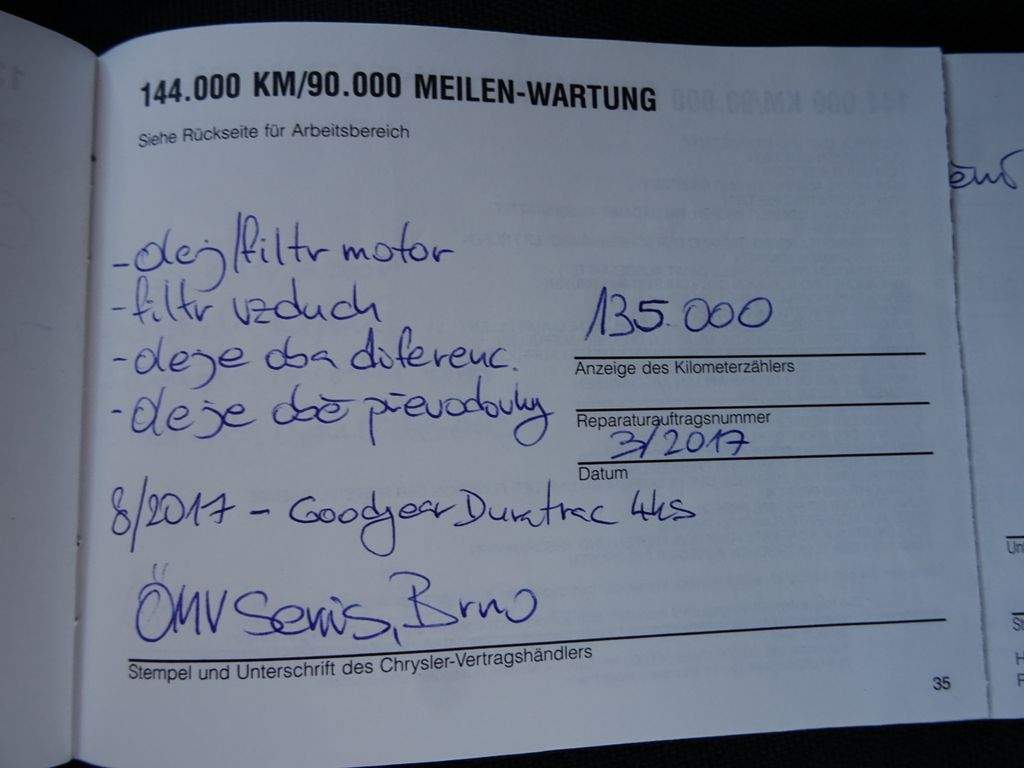 144.000 KM/90.000 MEILEN-WARTUNG
Siehe Rückseite für Arbeitsbereich
- olej/filtr motor
- filtr vzduch
- oleje oba diferenc.
- oleje obě převodovky
135.000
Anzeige des Kilometerzählers
Reparaturauftragsnummer
3/2017
Datum
8/2017 - Goodjear Duratrac 4ks
ÖMV Servis, Brno
Stempel und Unterschrift des Chrysler-Vertragshändlers
35